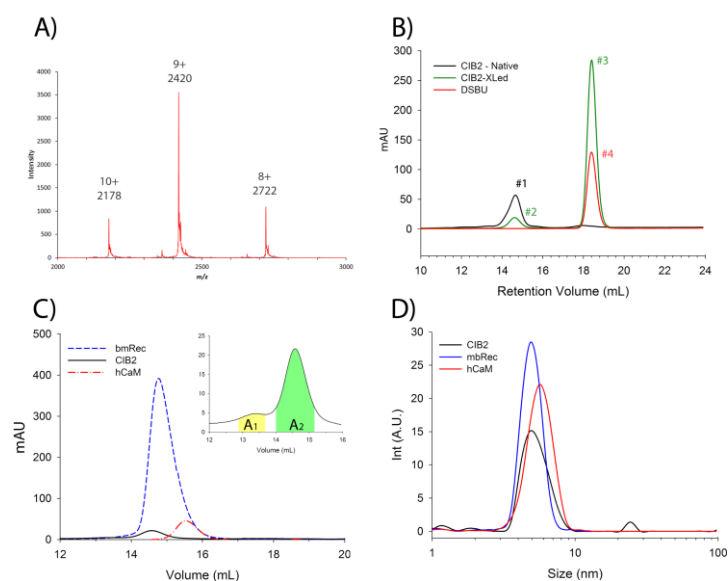 A)
9+
2420
10+
2178
8+
2722
Intensity
4000
3500
3000
2500
2000
1500
1000
500
0
2000
2500
3000
m/z
B)
CIB2 - Native
CIB2-XLed
DSBU
#3
#4
#1
#2
mAU
300
250
200
150
100
50
0
10
12
14
16
18
20
22
24
Retention Volume (mL)
C)
bmRec
CIB2
hCaM
mAU
500
400
300
200
100
0
12
14
16
18
20
Volume (mL)
25
20
15
10
5
0
A1
A2
12
13
14
15
16
Volume (mL)
D)
CIB2
mbRec
hCaM
Int (A.U.)
30
25
20
15
10
5
0
1
10
100
Size (nm)